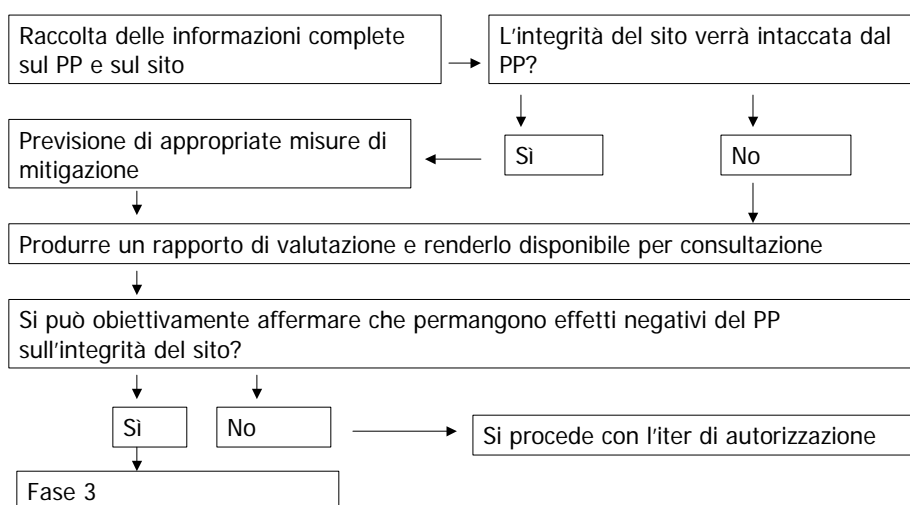 Raccolta delle informazioni complete
sul PP e sul sito
L'integrità del sito verrà intaccata dal
PP?
Sì
No
Previsione di appropriate misure di
mitigazione
Produrre un rapporto di valutazione e renderlo disponibile per consultazione
Si può obiettivamente affermare che permangono effetti negativi del PP
sull'integrità del sito?
Sì
No
Si procede con l'iter di autorizzazione
Fase 3